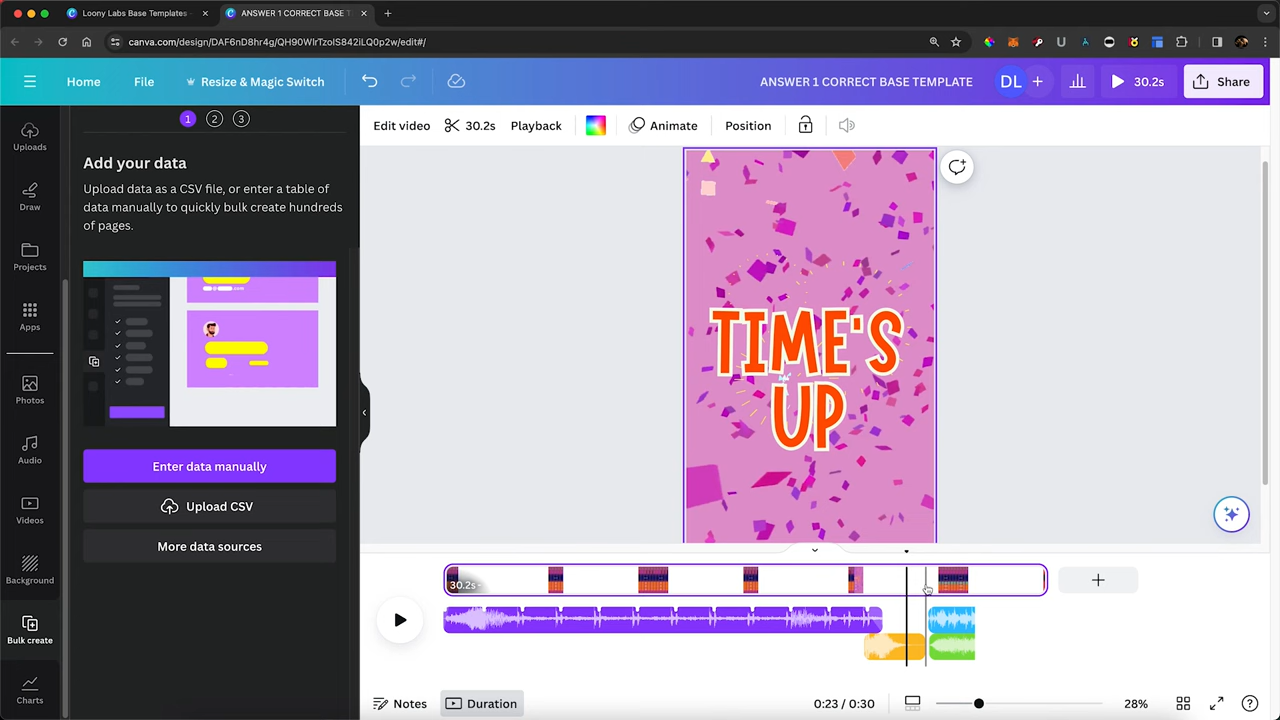 Loony Labs Base Templates
ANSWER 1 CORRECT BASE T
canva.com/design/DAF6nD8hr4g/QH90WlrTzoIS842iLQ0p2w/edit#/
Home
File
Resize & Magic Switch
ANSWER 1 CORRECT BASE TEMPLATE
DL
30.2s
Share
1
2
3
Edit video
30.2s
Playback
Animate
Position
Uploads
Draw
Projects
Apps
Photos
Audio
Videos
Background
Bulk create
Charts
Add your data
Upload data as a CSV file, or enter a table of
data manually to quickly bulk create hundreds
of pages.
Enter data manually
Upload CSV
More data sources
TIME'S
UP
30.2s
Notes
Duration
0:23 / 0:30
28%